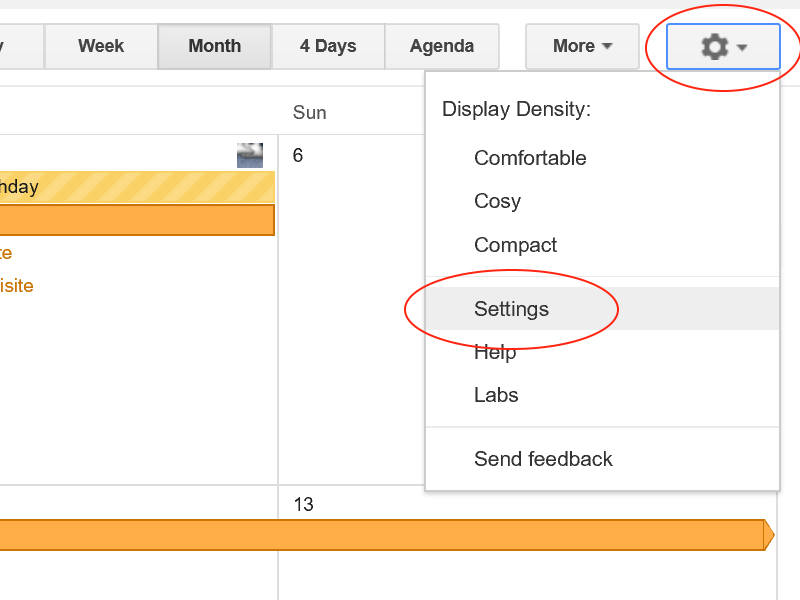 Week Month 4 Days Agenda More
Display Density:
Sun
Comfortable
6
hday
Cosy
Compact
te
isite
Settings
Help
Labs
Send feedback
13